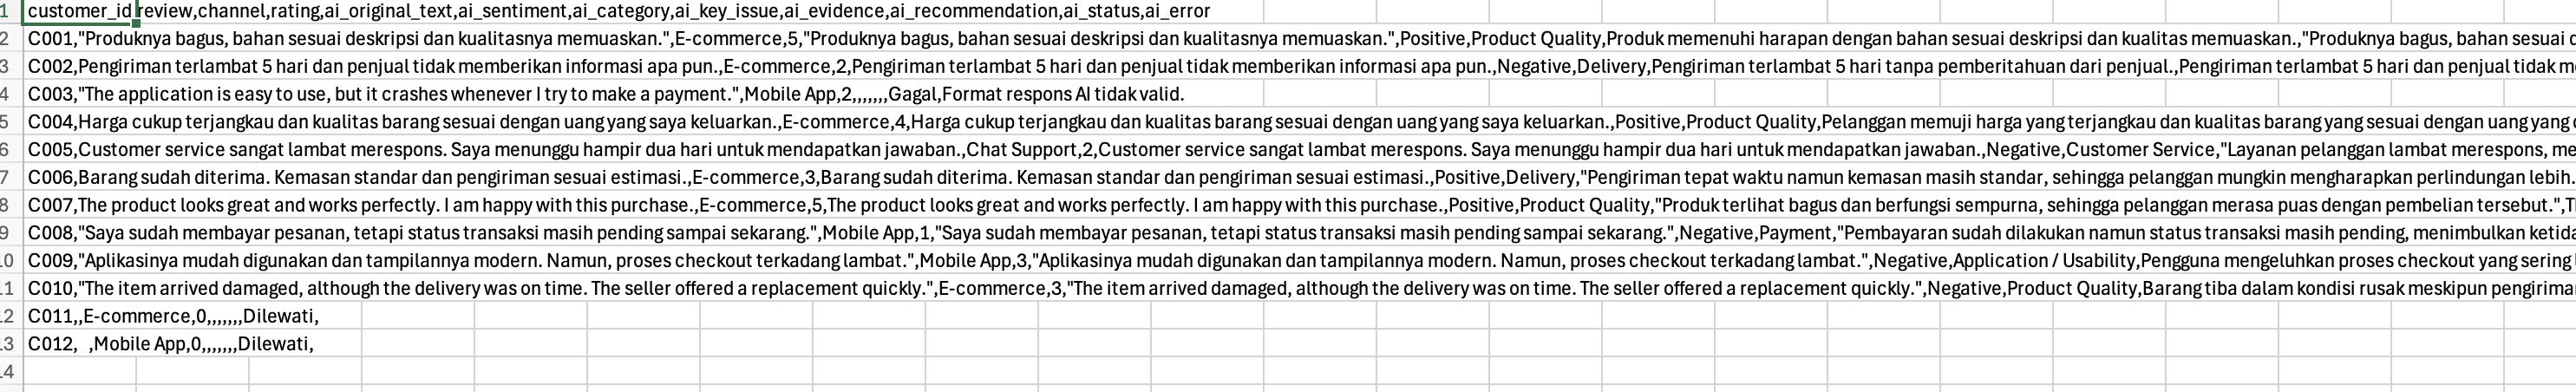 1 customer_id review,channel,rating,ai_original_text,ai_sentiment,ai_category,ai_key_issue,ai_evidence,ai_recommendation,ai_status,ai_error
2 C001,"Produknya bagus, bahan sesuai deskripsi dan kualitasnya memuaskan.",E-commerce,5,"Produknya bagus, bahan sesuai deskripsi dan kualitasnya memuaskan.",Positive,Product Quality,Produk memenuhi harapan dengan bahan sesuai deskripsi dan kualitas memuaskan.,"Produknya bagus, bahan sesuai
3 C002,Pengiriman terlambat 5 hari dan penjual tidak memberikan informasi apa pun.,E-commerce,2,Pengiriman terlambat 5 hari dan penjual tidak memberikan informasi apa pun.,Negative,Delivery,Pengiriman terlambat 5 hari tanpa pemberitahuan dari penjual.,Pengiriman terlambat 5 hari dan penjual tidak
4 C003,"The application is easy to use, but it crashes whenever I try to make a payment.",Mobile App,2,,,,,,,Gagal,Format respons AI tidak valid.
5 C004,Harga cukup terjangkau dan kualitas barang sesuai dengan uang yang saya keluarkan.,E-commerce,4,Harga cukup terjangkau dan kualitas barang sesuai dengan uang yang saya keluarkan.,Positive,Product Quality,Pelanggan memuji harga yang terjangkau dan kualitas barang yang sesuai dengan uang yang
6 C005,Customer service sangat lambat merespons. Saya menunggu hampir dua hari untuk mendapatkan jawaban.,Chat Support,2,Customer service sangat lambat merespons. Saya menunggu hampir dua hari untuk mendapatkan jawaban.,Negative,Customer Service,"Layanan pelanggan lambat merespons, me
7 C006,Barang sudah diterima. Kemasan standar dan pengiriman sesuai estimasi.,E-commerce,3,Barang sudah diterima. Kemasan standar dan pengiriman sesuai estimasi.,Positive,Delivery,"Pengiriman tepat waktu namun kemasan masih standar, sehingga pelanggan mungkin mengharapkan perlindungan lebih.
8 C007,The product looks great and works perfectly. I am happy with this purchase.,E-commerce,5,The product looks great and works perfectly. I am happy with this purchase.,Positive,Product Quality,"Produk terlihat bagus dan berfungsi sempurna, sehingga pelanggan merasa puas dengan pembelian tersebut.",T
9 C008,"Saya sudah membayar pesanan, tetapi status transaksi masih pending sampai sekarang.",Mobile App,1,"Saya sudah membayar pesanan, tetapi status transaksi masih pending sampai sekarang.",Negative,Payment,"Pembayaran sudah dilakukan namun status transaksi masih pending, menimbulkan ketida
10 C009,"Aplikasinya mudah digunakan dan tampilannya modern. Namun, proses checkout terkadang lambat.",Mobile App,3,"Aplikasinya mudah digunakan dan tampilannya modern. Namun, proses checkout terkadang lambat.",Negative,Application / Usability,Pengguna mengeluhkan proses checkout yang sering
11 C010,"The item arrived damaged, although the delivery was on time. The seller offered a replacement quickly.",E-commerce,3,"The item arrived damaged, although the delivery was on time. The seller offered a replacement quickly.",Negative,Product Quality,Barang tiba dalam kondisi rusak meskipun pengirima
12 C011,,E-commerce,0,,,,,,,Dilewati,
13 C012, ,Mobile App,0,,,,,,,Dilewati,
14